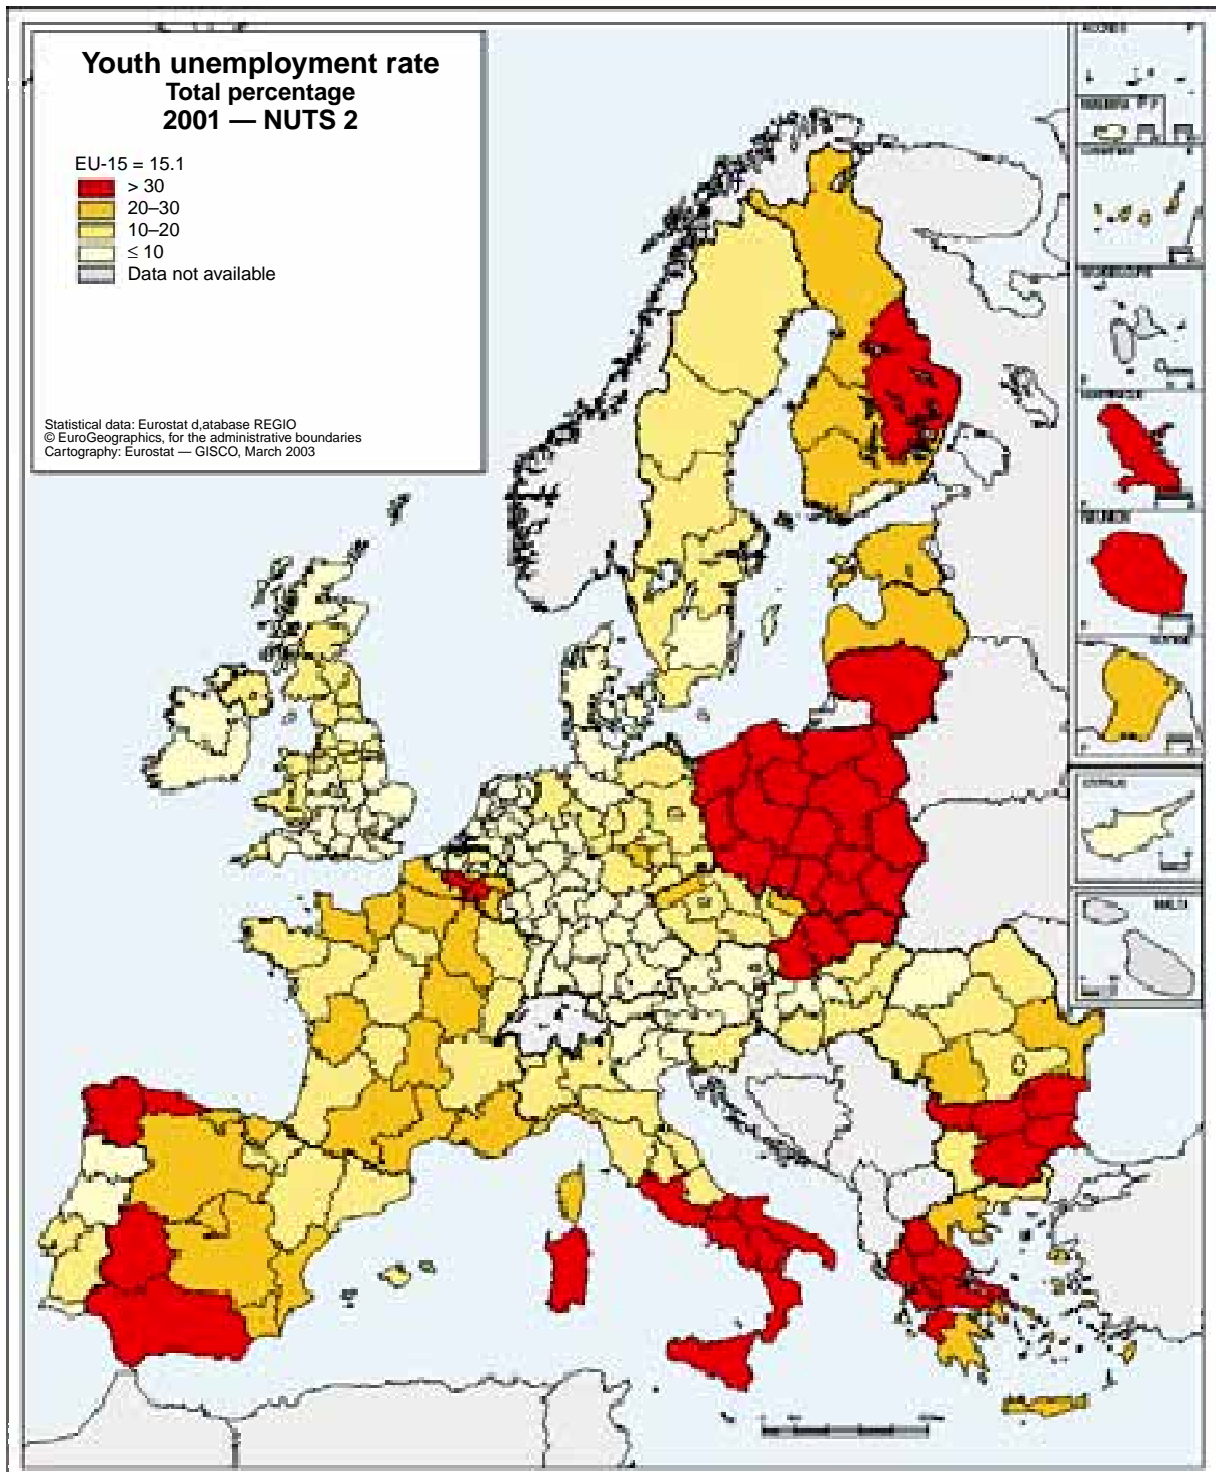 Youth unemployment rate
Total percentage
2001 — NUTS 2
EU-15 = 15.1
> 30
20–30
10–20
≤ 10
Data not available
Statistical data: Eurostat d,atabase REGIO
© EuroGeographics, for the administrative boundaries
Cartography: Eurostat — GISCO, March 2003